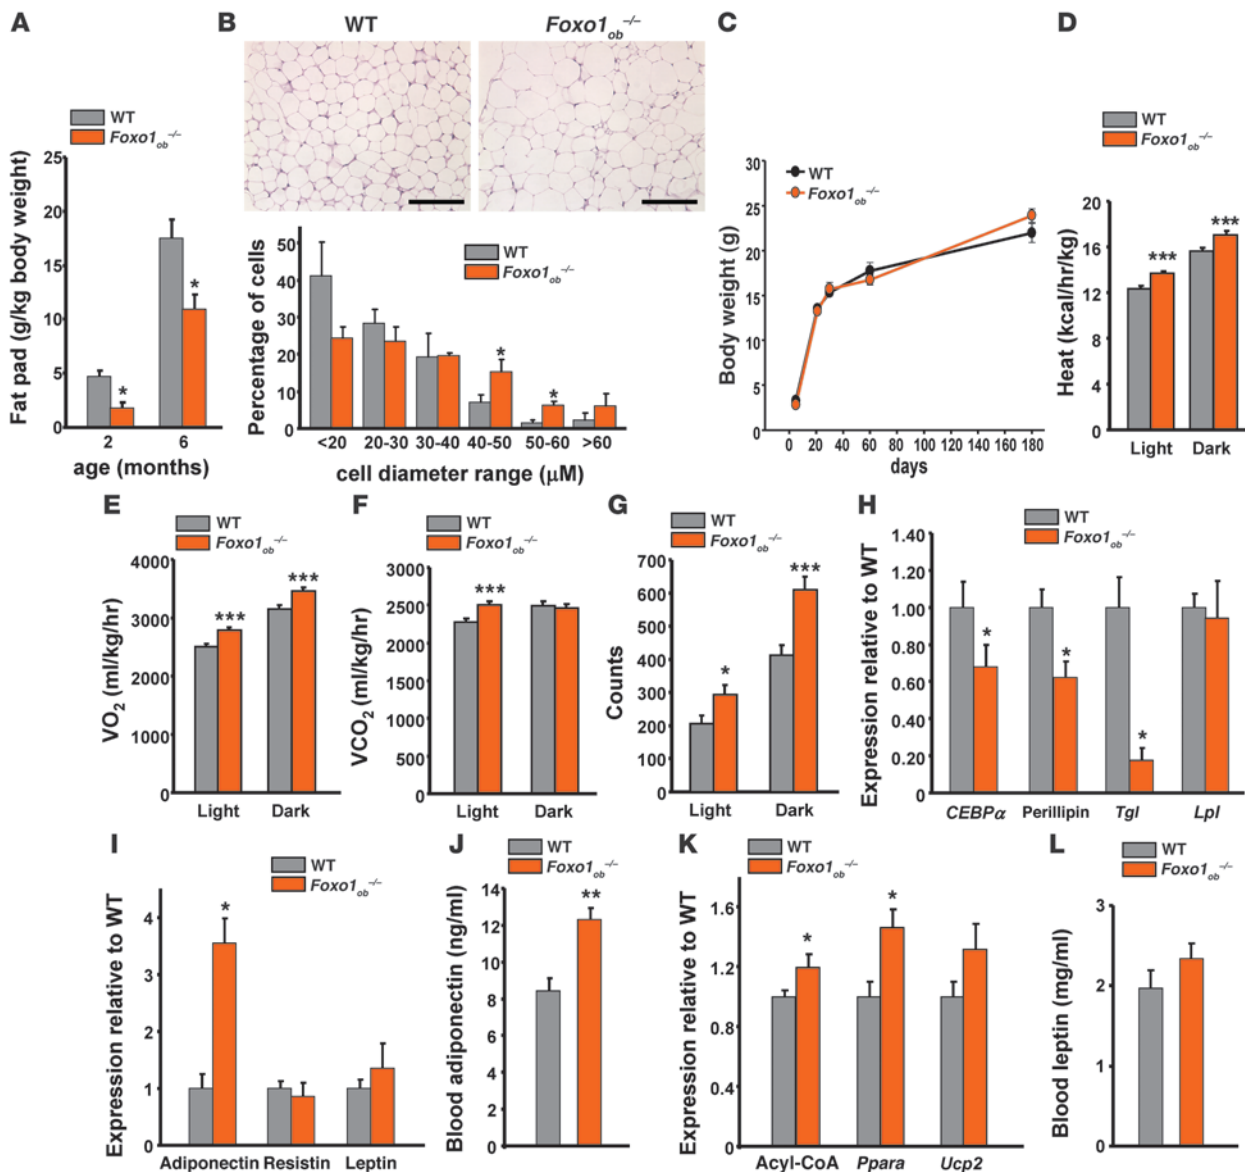 A
WT
Foxo1ob−/−
Fat pad (g/kg body weight)
25
20
15
10
5
0
*
*
2
6
age (months)
B
WT
Foxo1ob−/−
WT
Foxo1ob−/−
Percentage of cells
50
40
30
20
10
0
*
*
<20
20-30
30-40
40-50
50-60
>60
cell diameter range (μM)
C
WT
Foxo1ob−/−
Body weight (g)
30
25
20
15
10
5
0
0 20 40 60 80 100 120 140 160 180
days
D
WT
Foxo1ob−/−
Heat (kcal/hr/kg)
20
16
12
8
4
0
***
***
Light
Dark
E
WT
Foxo1ob−/−
VO2 (ml/kg/hr)
4000
3000
2000
1000
0
***
***
Light
Dark
F
WT
Foxo1ob−/−
VCO2 (ml/kg/hr)
3000
2500
2000
1500
1000
500
0
***
Light
Dark
G
WT
Foxo1ob−/−
Counts
700
600
500
400
300
200
100
0
*
***
Light
Dark
H
WT
Foxo1ob−/−
Expression relative to WT
1.40
1.20
1.00
0.80
0.60
0.40
0.20
0
*
*
*
CEBPα
Perillipin
Tgl
Lpl
I
WT
Foxo1ob−/−
Expression relative to WT
4
3
2
1
0
*
Adiponectin
Resistin
Leptin
J
WT
Foxo1ob−/−
Blood adiponectin (ng/ml)
14
12
10
8
6
4
2
0
**
K
WT
Foxo1ob−/−
Expression relative to WT
1.6
1.2
0.8
0.4
0
*
*
Acyl-CoA
Ppara
Ucp2
L
WT
Foxo1ob−/−
Blood leptin (mg/ml)
3
2
1
0